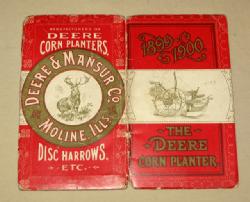 MANUFACTURERS OF
DEERE
CORN PLANTERS,
DEERE & MANSUR CO.
MOLINE, ILLS.
DISC HARROWS,
ETC.
1899 & 1900.
THE
DEERE
CORN PLANTER.